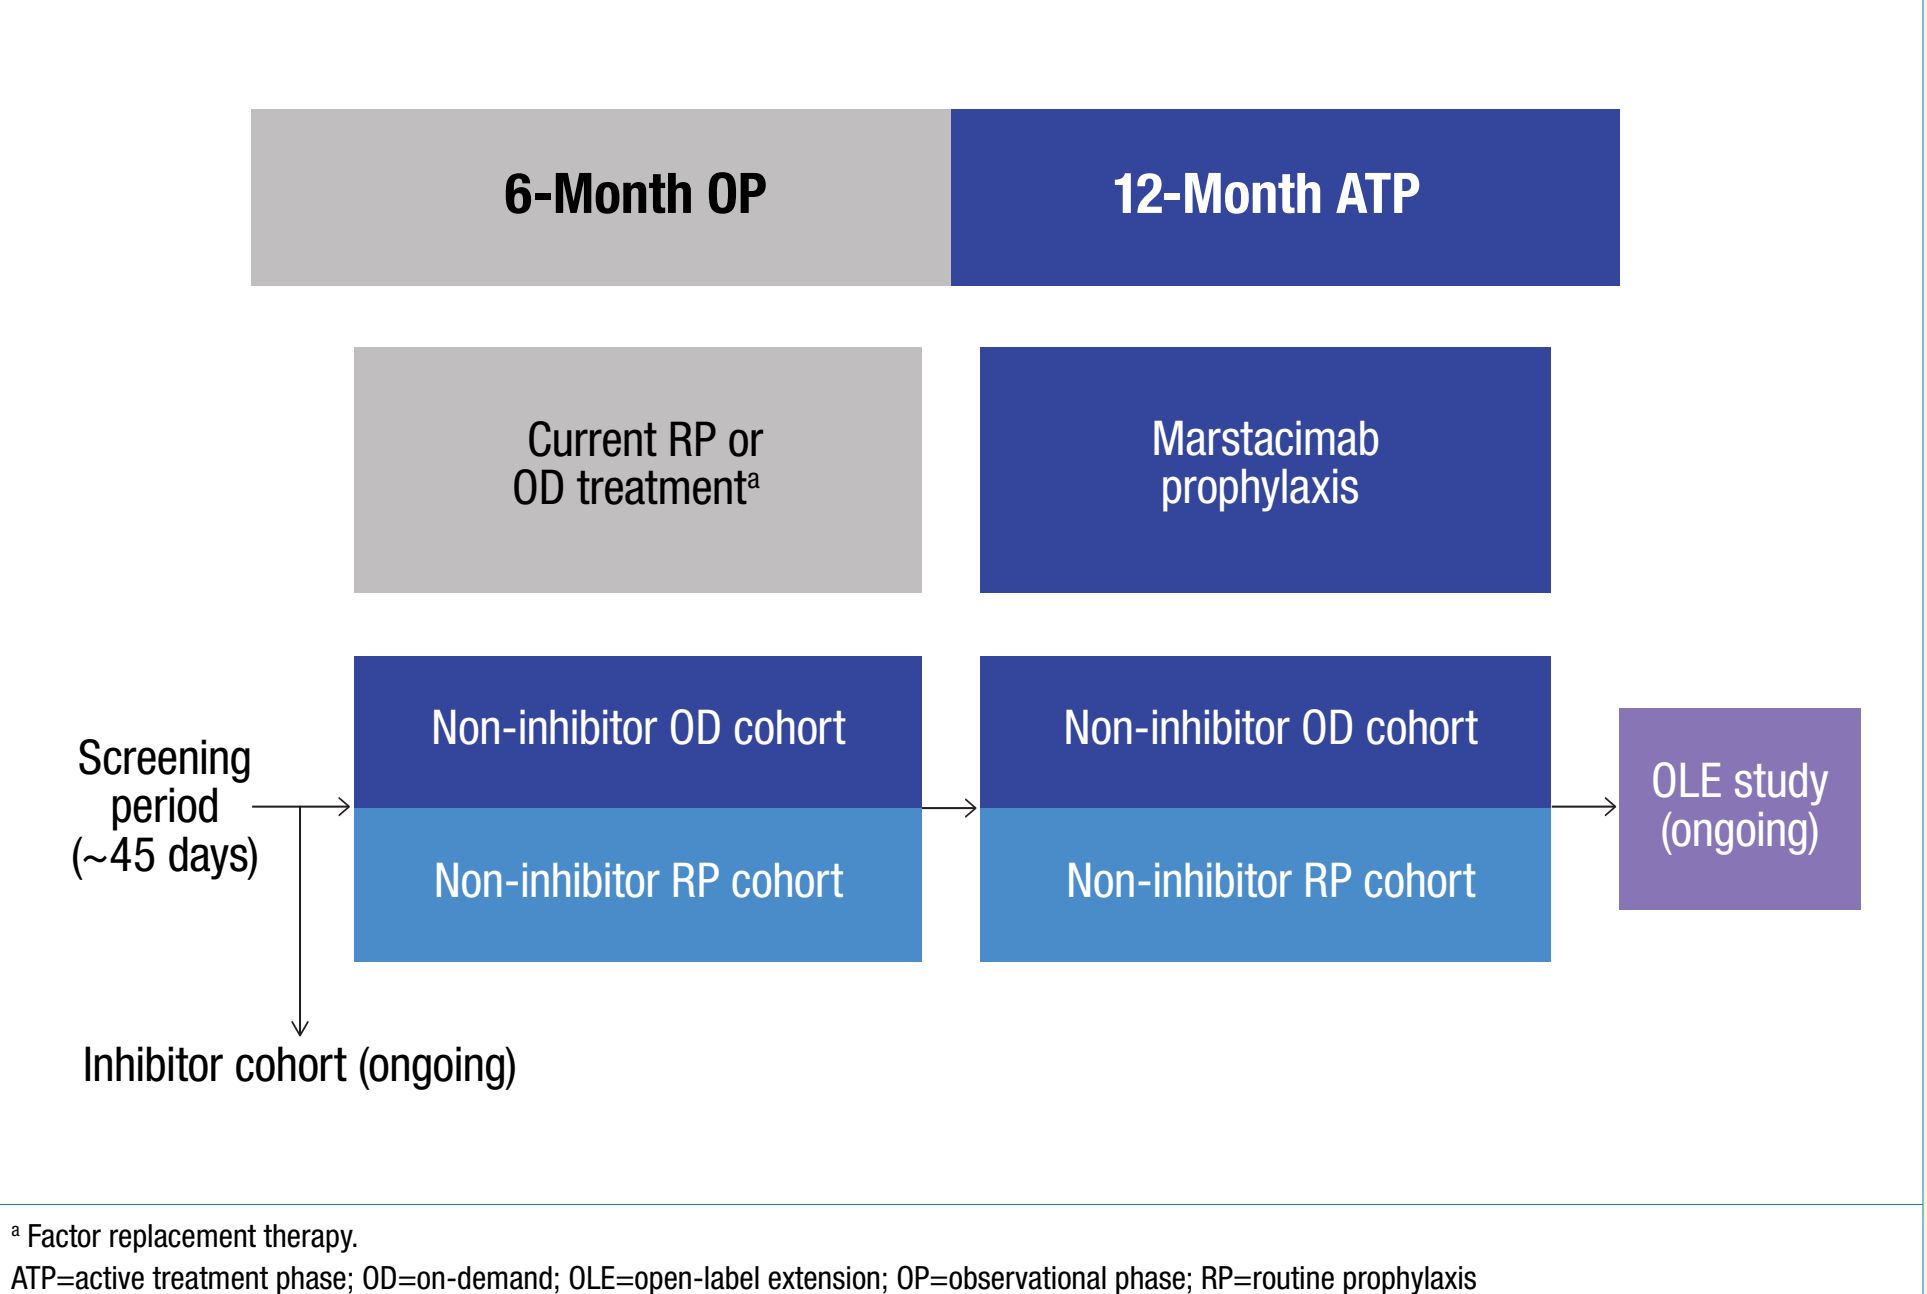 6-Month OP
12-Month ATP
Current RP or
OD treatmentᵃ
Marstacimab
prophylaxis
Screening
period
(~45 days)
Non-inhibitor OD cohort
Non-inhibitor RP cohort
Non-inhibitor OD cohort
Non-inhibitor RP cohort
OLE study
(ongoing)
Inhibitor cohort (ongoing)
ᵃ Factor replacement therapy.
ATP=active treatment phase; OD=on-demand; OLE=open-label extension; OP=observational phase; RP=routine prophylaxis